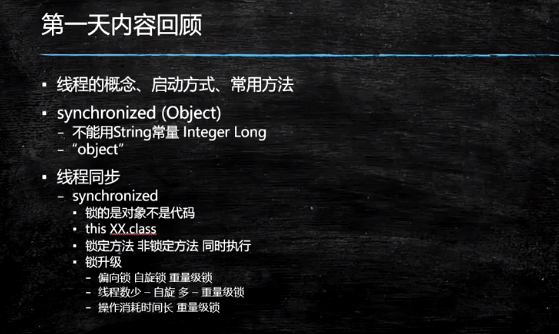 第一天内容回顾
▪ 线程的概念、启动方式、常用方法
▪ synchronized (Object)
– 不能用String常量 Integer Long
– “object”
▪ 线程同步
– synchronized
▪ 锁的是对象不是代码
▪ this XX.class
▪ 锁定方法 非锁定方法 同时执行
▪ 锁升级
– 偏向锁 自旋锁 重量级锁
– 线程数少 – 自旋 多 – 重量级锁
– 操作消耗时间长 重量级锁